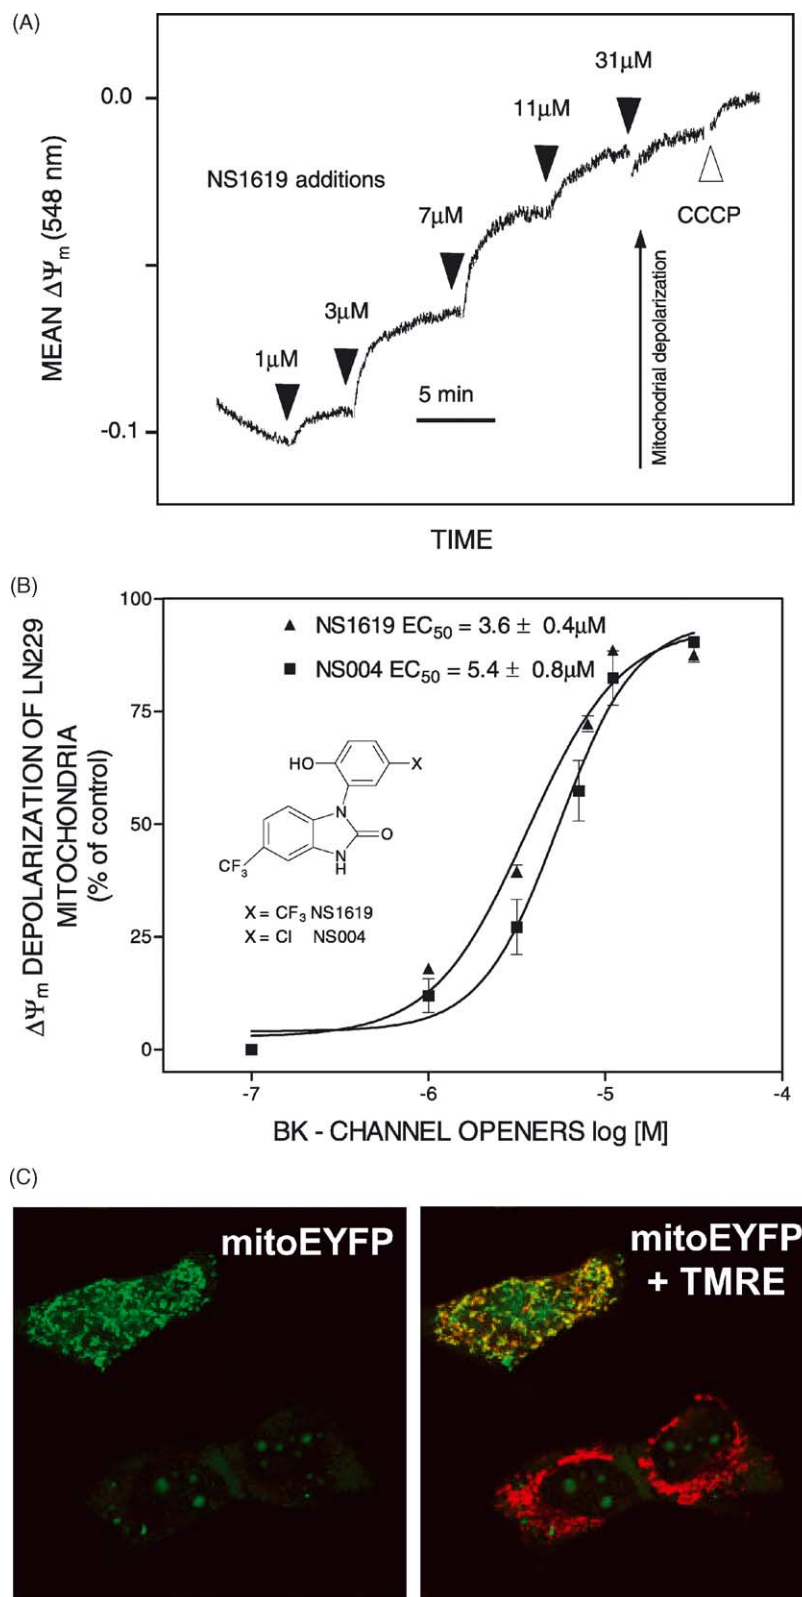 (A)
MEAN ΔΨm (548 nm)
0.0
-0.1
NS1619 additions
1μM
3μM
7μM
11μM
31μM
CCCP
5 min
Mitochodrial depolarization
TIME
(B)
ΔΨm DEPOLARIZATION OF LN229
MITOCHONDRIA
(% of control)
100
75
50
25
0
NS1619 EC50 = 3.6 ± 0.4μM
NS004 EC50 = 5.4 ± 0.8μM
HO
X
N
O
N
H
CF3
X = CF3 NS1619
X = Cl NS004
-7
-6
-5
-4
BK - CHANNEL OPENERS log [M]
(C)
mitoEYFP
mitoEYFP
+ TMRE